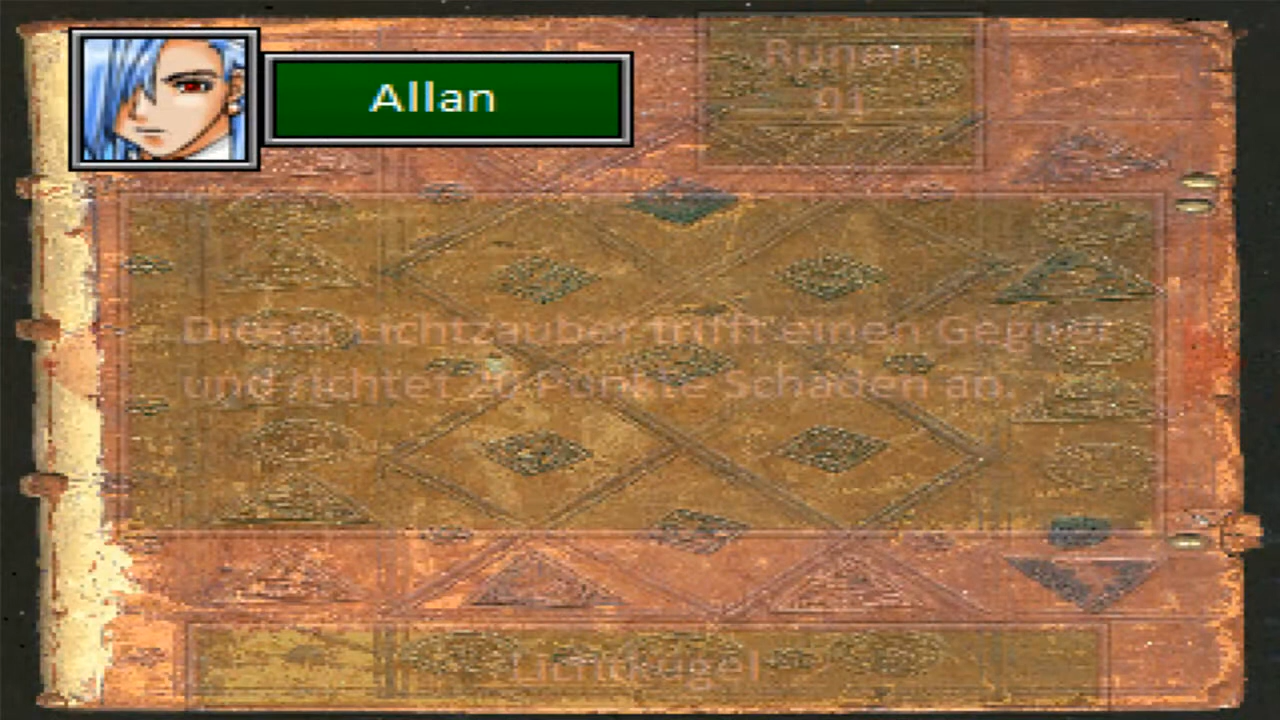 Allan
Runen
01
Dieser Lichtzauber trifft einen Gegner
und richtet 20 Punkte Schaden an.
Lichtkugel